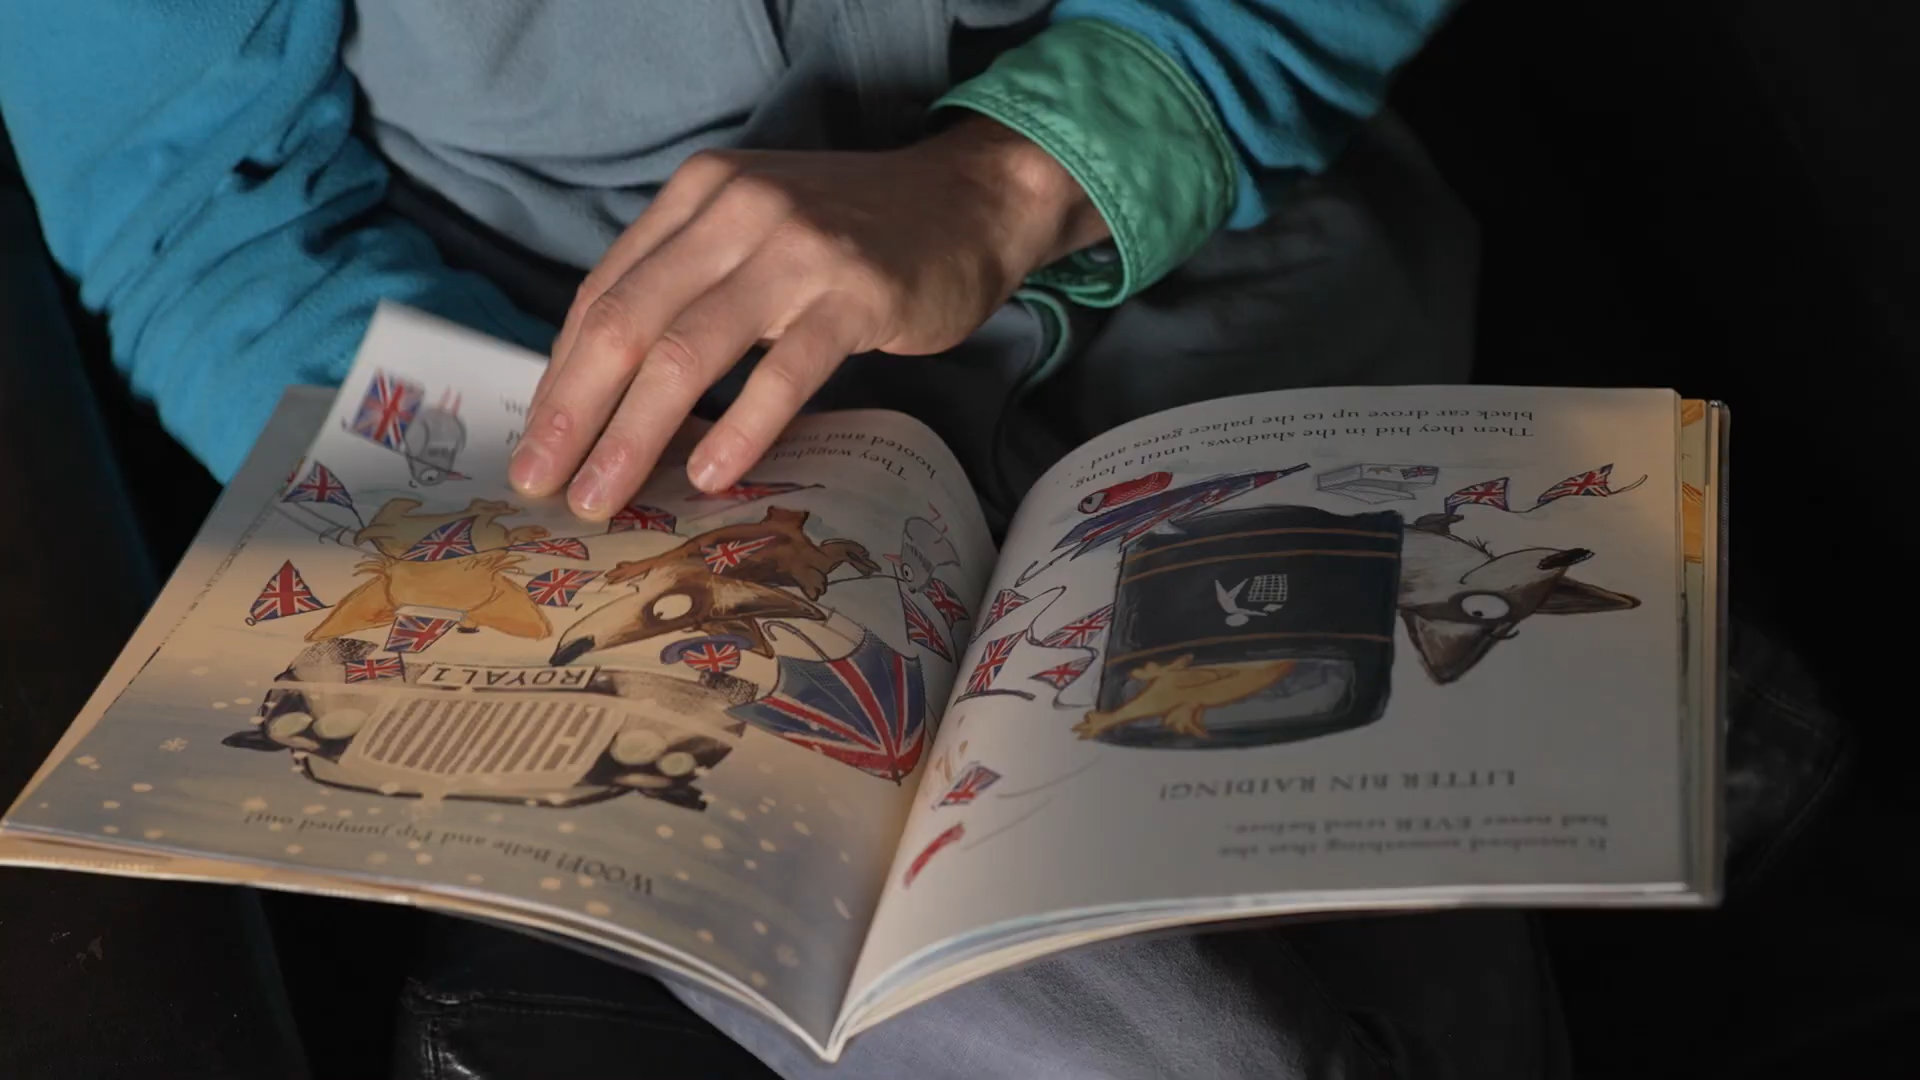 It involved something that she
had never EVER tried before.
LITTER BIN RAIDING!
Then they hid in the shadows, until a long,
black car drove up to the palace gates and . . .
WOOF! Belle and Pip jumped out!
ROYAL 1
They waggled
hooted and